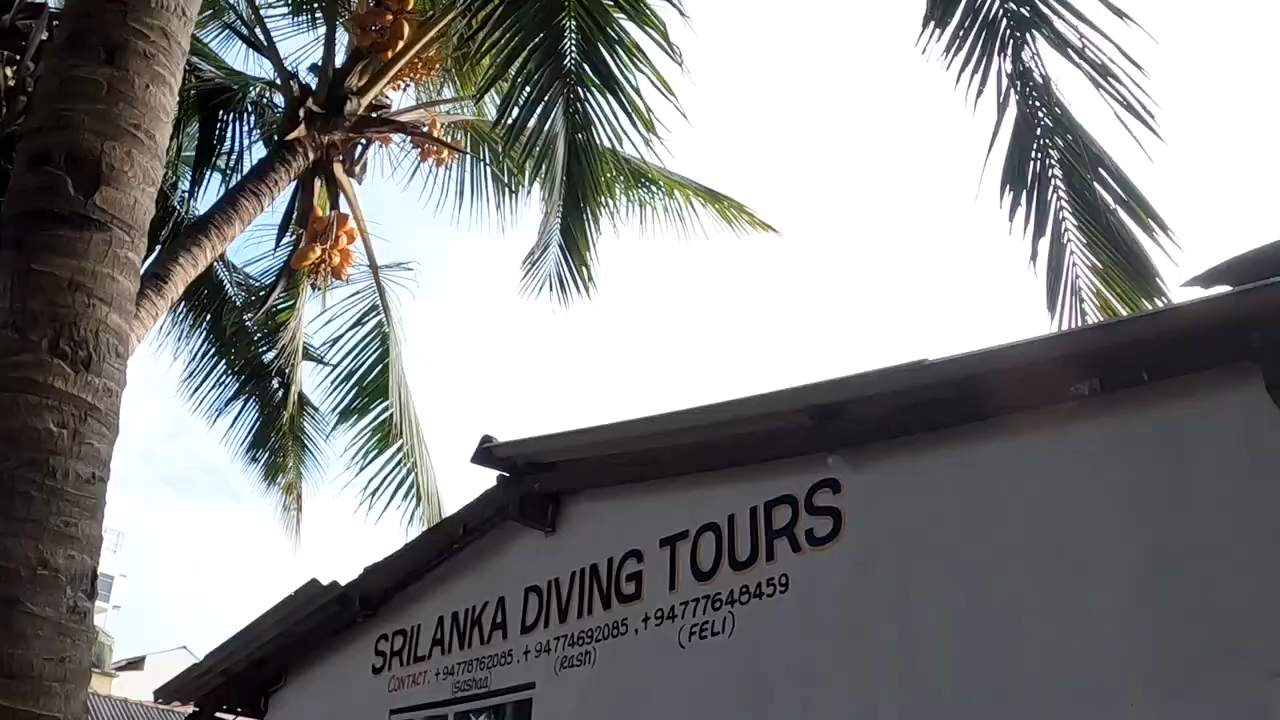 SRILANKA DIVING TOURS
CONTACT: +94778762085, +94774692085, +94777648459
(Sashaa) (Rash) (FELI)